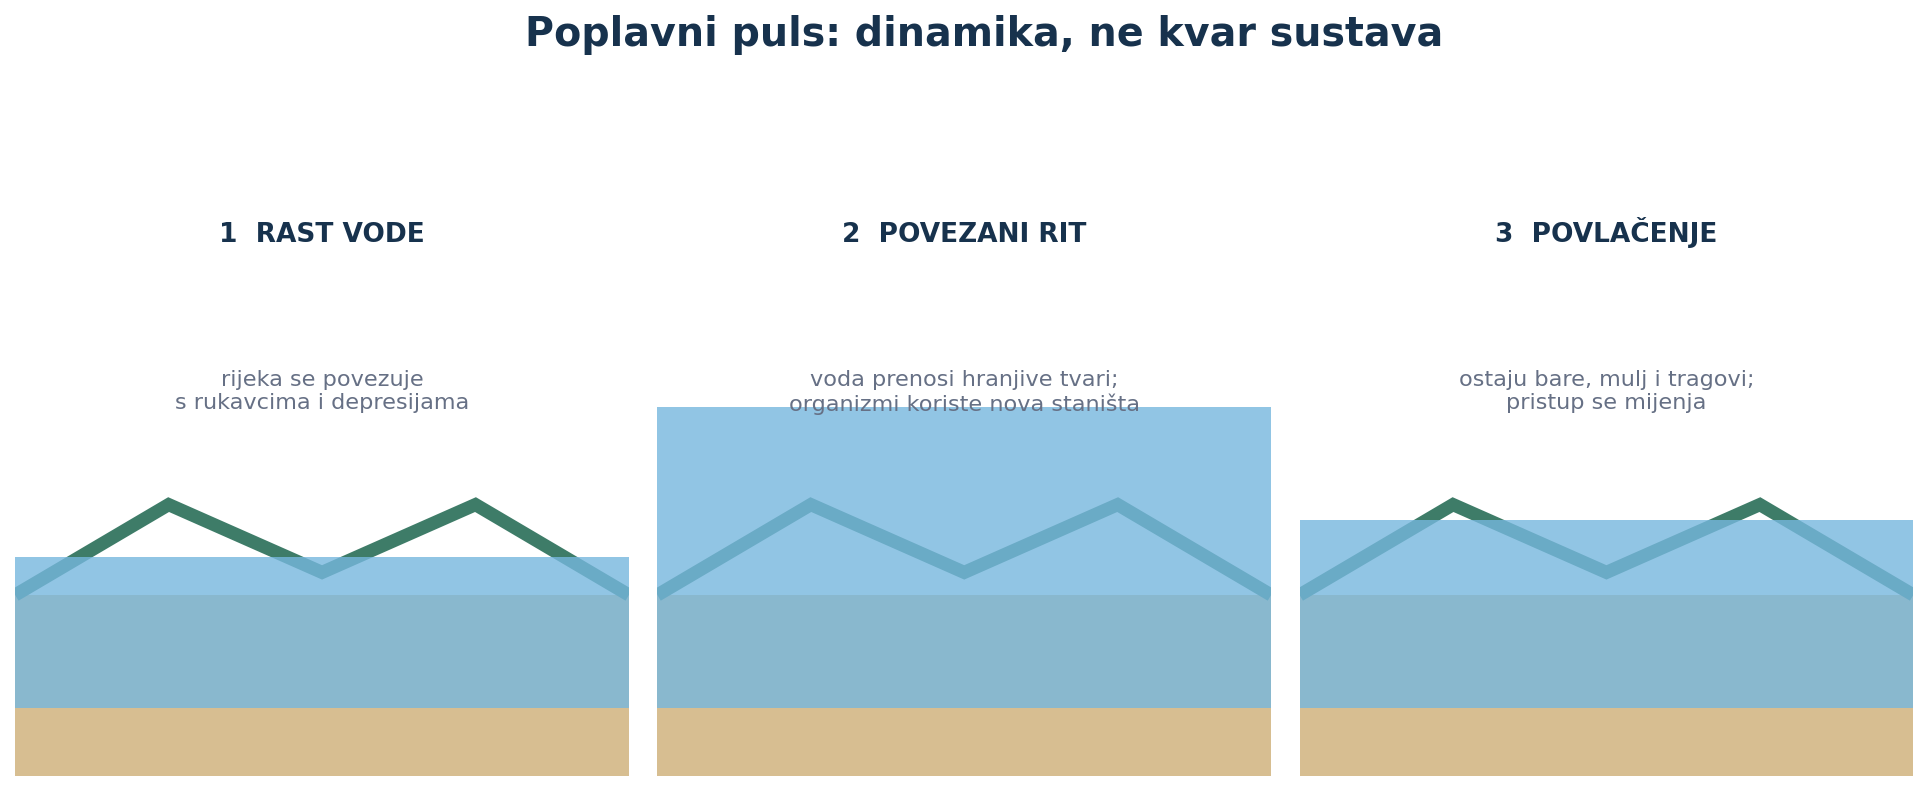 Poplavni puls: dinamika, ne kvar sustava
1  RAST VODE
rijeka se povezuje
s rukavcima i depresijama
2  POVEZANI RIT
voda prenosi hranjive tvari;
organizmi koriste nova staništa
3  POVLAČENJE
ostaju bare, mulj i tragovi;
pristup se mijenja